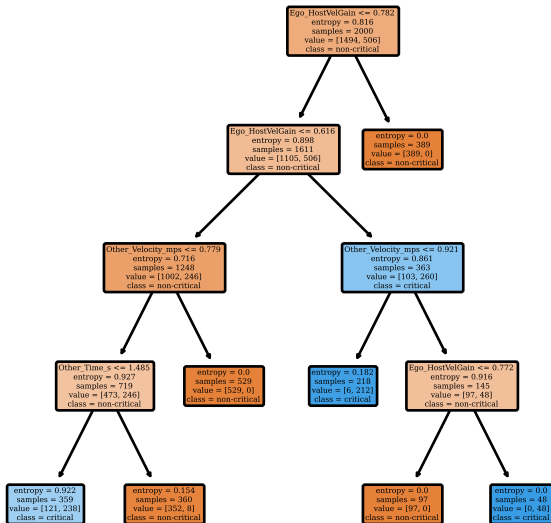 Ego_HostVelGain <= 0.782
entropy = 0.816
samples = 2000
value = [1494, 506]
class = non-critical
Ego_HostVelGain <= 0.616
entropy = 0.898
samples = 1611
value = [1105, 506]
class = non-critical
entropy = 0.0
samples = 389
value = [389, 0]
class = non-critical
Other_Velocity_mps <= 0.779
entropy = 0.716
samples = 1248
value = [1002, 246]
class = non-critical
Other_Velocity_mps <= 0.921
entropy = 0.861
samples = 363
value = [103, 260]
class = critical
Other_Time_s <= 1.485
entropy = 0.927
samples = 719
value = [473, 246]
class = non-critical
entropy = 0.0
samples = 529
value = [529, 0]
class = non-critical
entropy = 0.182
samples = 218
value = [6, 212]
class = critical
Ego_HostVelGain <= 0.772
entropy = 0.916
samples = 145
value = [97, 48]
class = non-critical
entropy = 0.922
samples = 359
value = [121, 238]
class = critical
entropy = 0.154
samples = 360
value = [352, 8]
class = non-critical
entropy = 0.0
samples = 97
value = [97, 0]
class = non-critical
entropy = 0.0
samples = 48
value = [0, 48]
class = critical